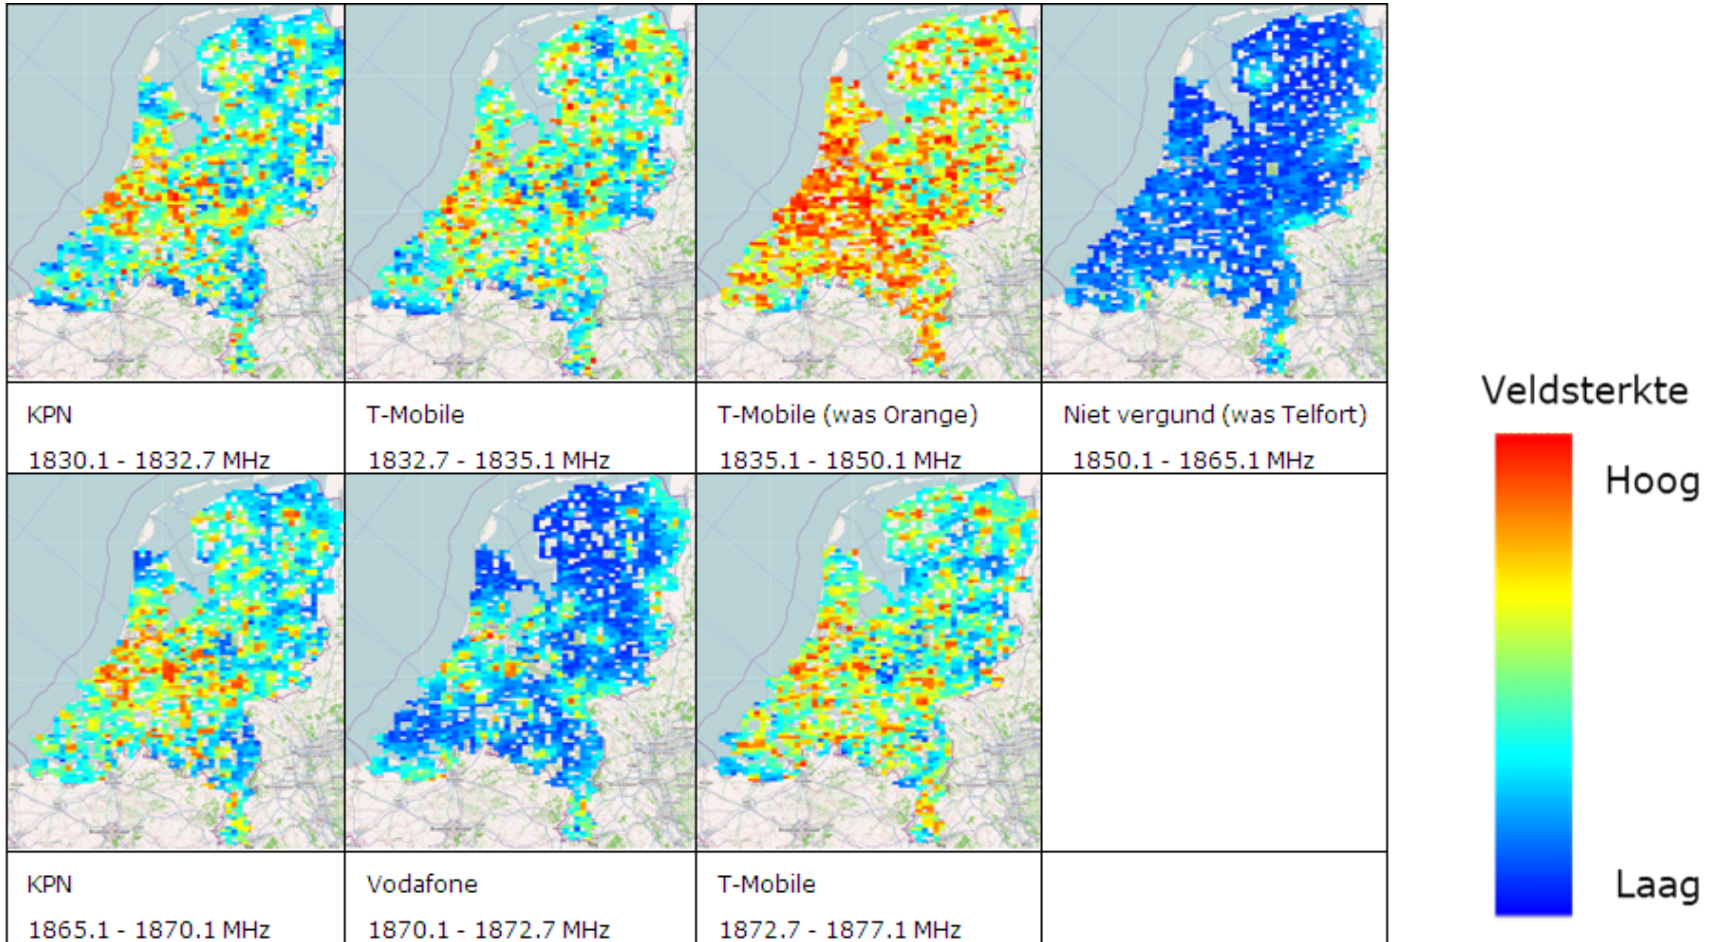 KPN
1830.1 - 1832.7 MHz
T-Mobile
1832.7 - 1835.1 MHz
T-Mobile (was Orange)
1835.1 - 1850.1 MHz
Niet vergund (was Telfort)
1850.1 - 1865.1 MHz
KPN
1865.1 - 1870.1 MHz
Vodafone
1870.1 - 1872.7 MHz
T-Mobile
1872.7 - 1877.1 MHz
Veldsterkte
Hoog
Laag